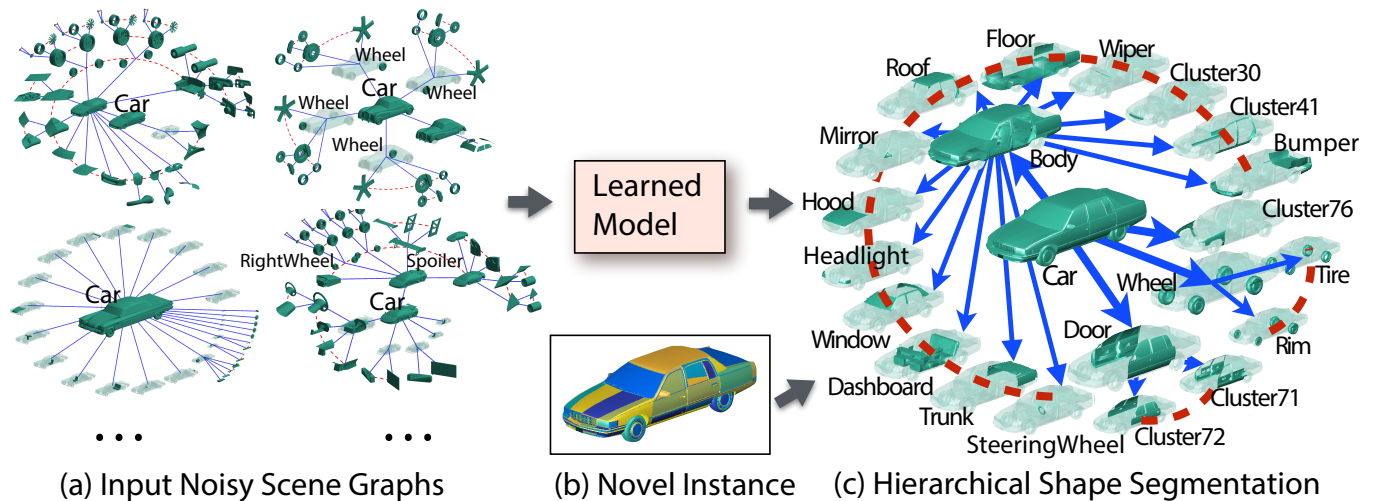 Car
Wheel
Wheel
Wheel
Wheel
Car
Car
RightWheel
Spoiler
Car
. . .
. . .
(a) Input Noisy Scene Graphs
Learned
Model
(b) Novel Instance
Floor
Wiper
Roof
Cluster30
Cluster41
Mirror
Body
Bumper
Hood
Cluster76
Headlight
Car
Wheel
Tire
Window
Door
Rim
Dashboard
Cluster71
Trunk
SteeringWheel
Cluster72
(c) Hierarchical Shape Segmentation